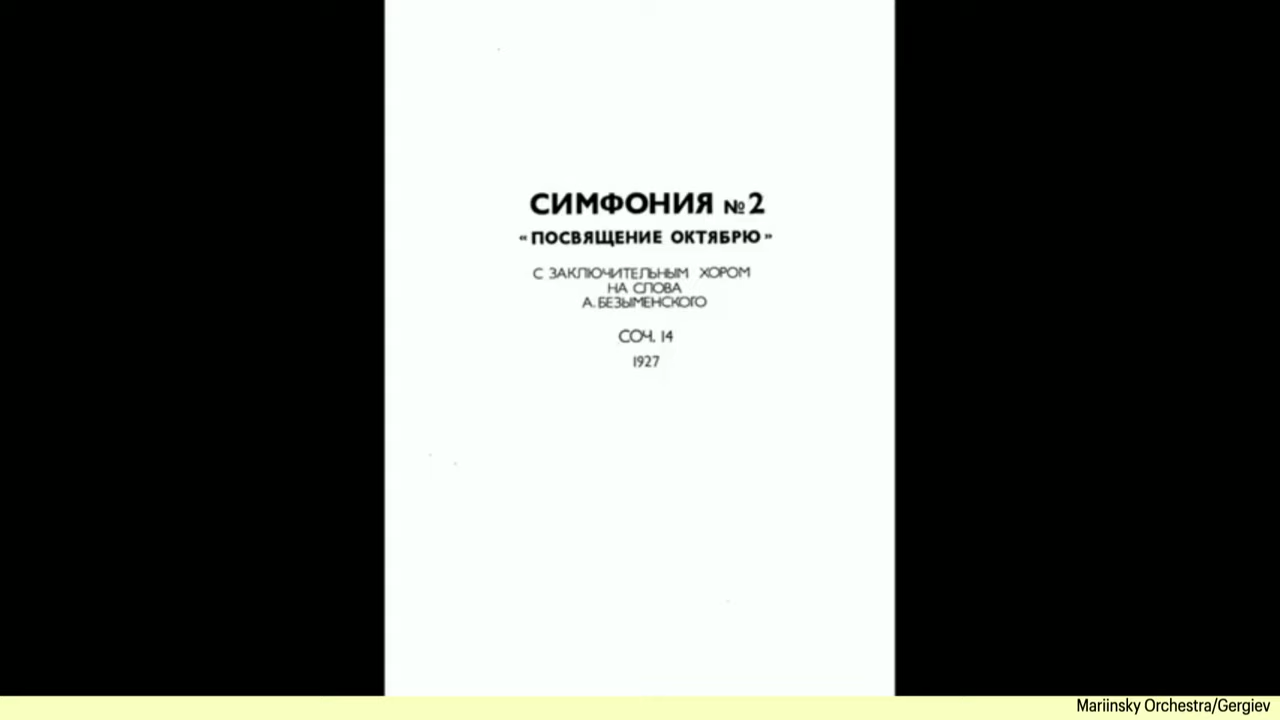 СИМФОНИЯ №2
«ПОСВЯЩЕНИЕ ОКТЯБРЮ»
С ЗАКЛЮЧИТЕЛЬНЫМ ХОРОМ
НА СЛОВА
А. БЕЗЫМЕНСКОГО
СОЧ. 14
1927
Mariinsky Orchestra/Gergiev